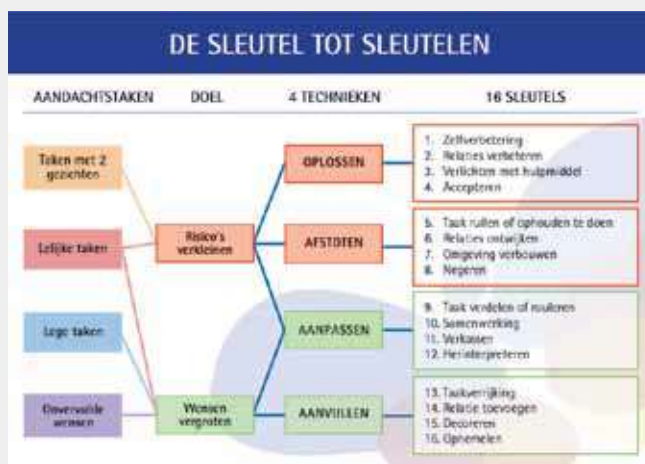 DE SLEUTEL TOT SLEUTELEN
AANDACHTSTAKEN DOEL 4 TECHNIEKEN 16 SLEUTELS
Taken met 2
gezichten
Lelijke taken
Lege taken
Onvervulde
wensen
Risico's
verkleinen
Wensen
vergroten
OPLOSSEN
AFSTOTEN
AANPASSEN
AANVULLEN
1. Zelfverbetering
2. Relaties verbeteren
3. Verlichten met hulpmiddel
4. Accepteren
5. Taak ruilen of ophouden te doen
6. Relaties ontwijken
7. Omgeving verbouwen
8. Negeren
9. Taak verdelen of rouleren
10. Samenwerking
11. Verkassen
12. Herinterpreteren
13. Taakverrijking
14. Relatie toevoegen
15. Decoreren
16. Ophemelen